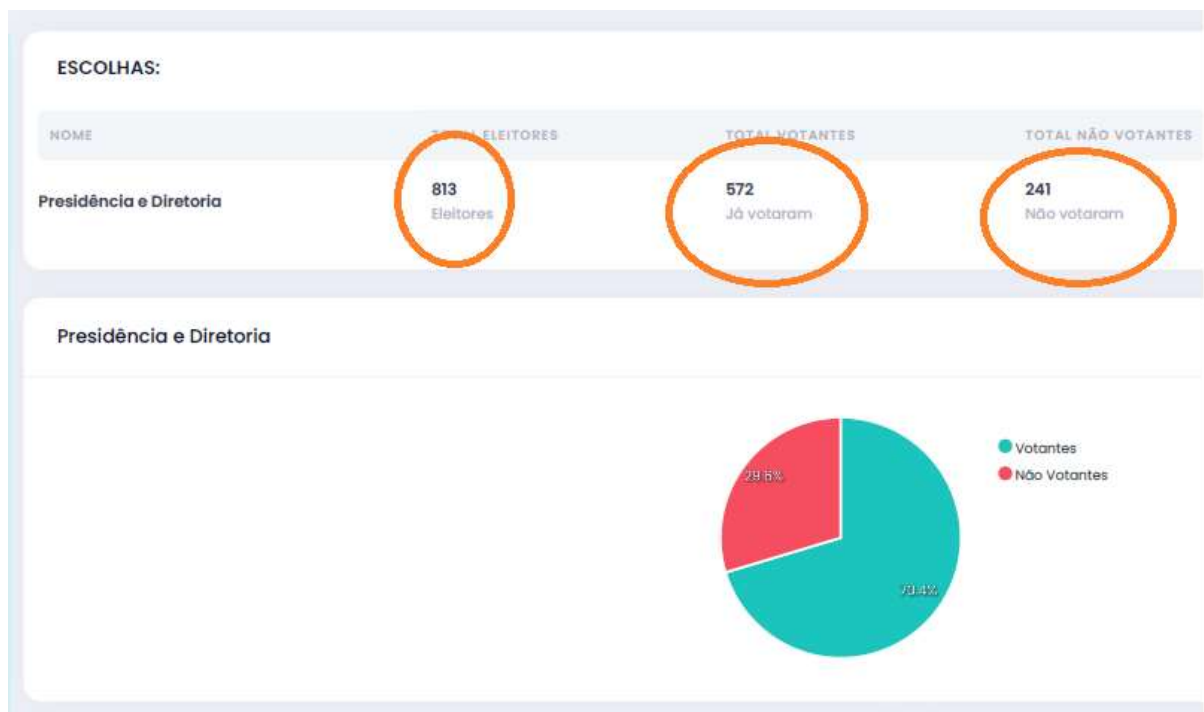 ESCOLHAS:
NOME TOTAL ELEITORES TOTAL VOTANTES TOTAL NÃO VOTANTES
813 572 241
Presidência e Diretoria
Eleitores Já votaram Não votaram
Presidência e Diretoria
Votantes
Não Votantes
29.6%
70.4%